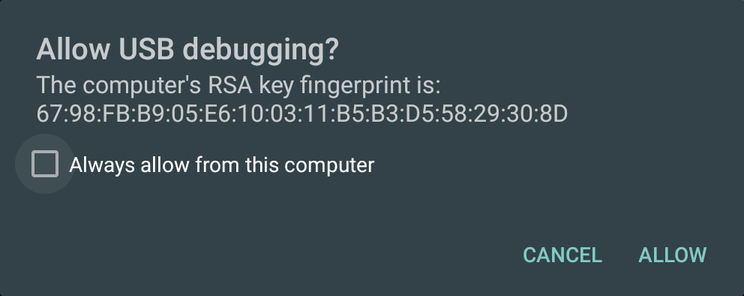 Allow USB debugging?
The computer's RSA key fingerprint is:
67:98:FB:B9:05:E6:10:03:11:B5:B3:D5:58:29:30:8D
Always allow from this computer
CANCEL ALLOW